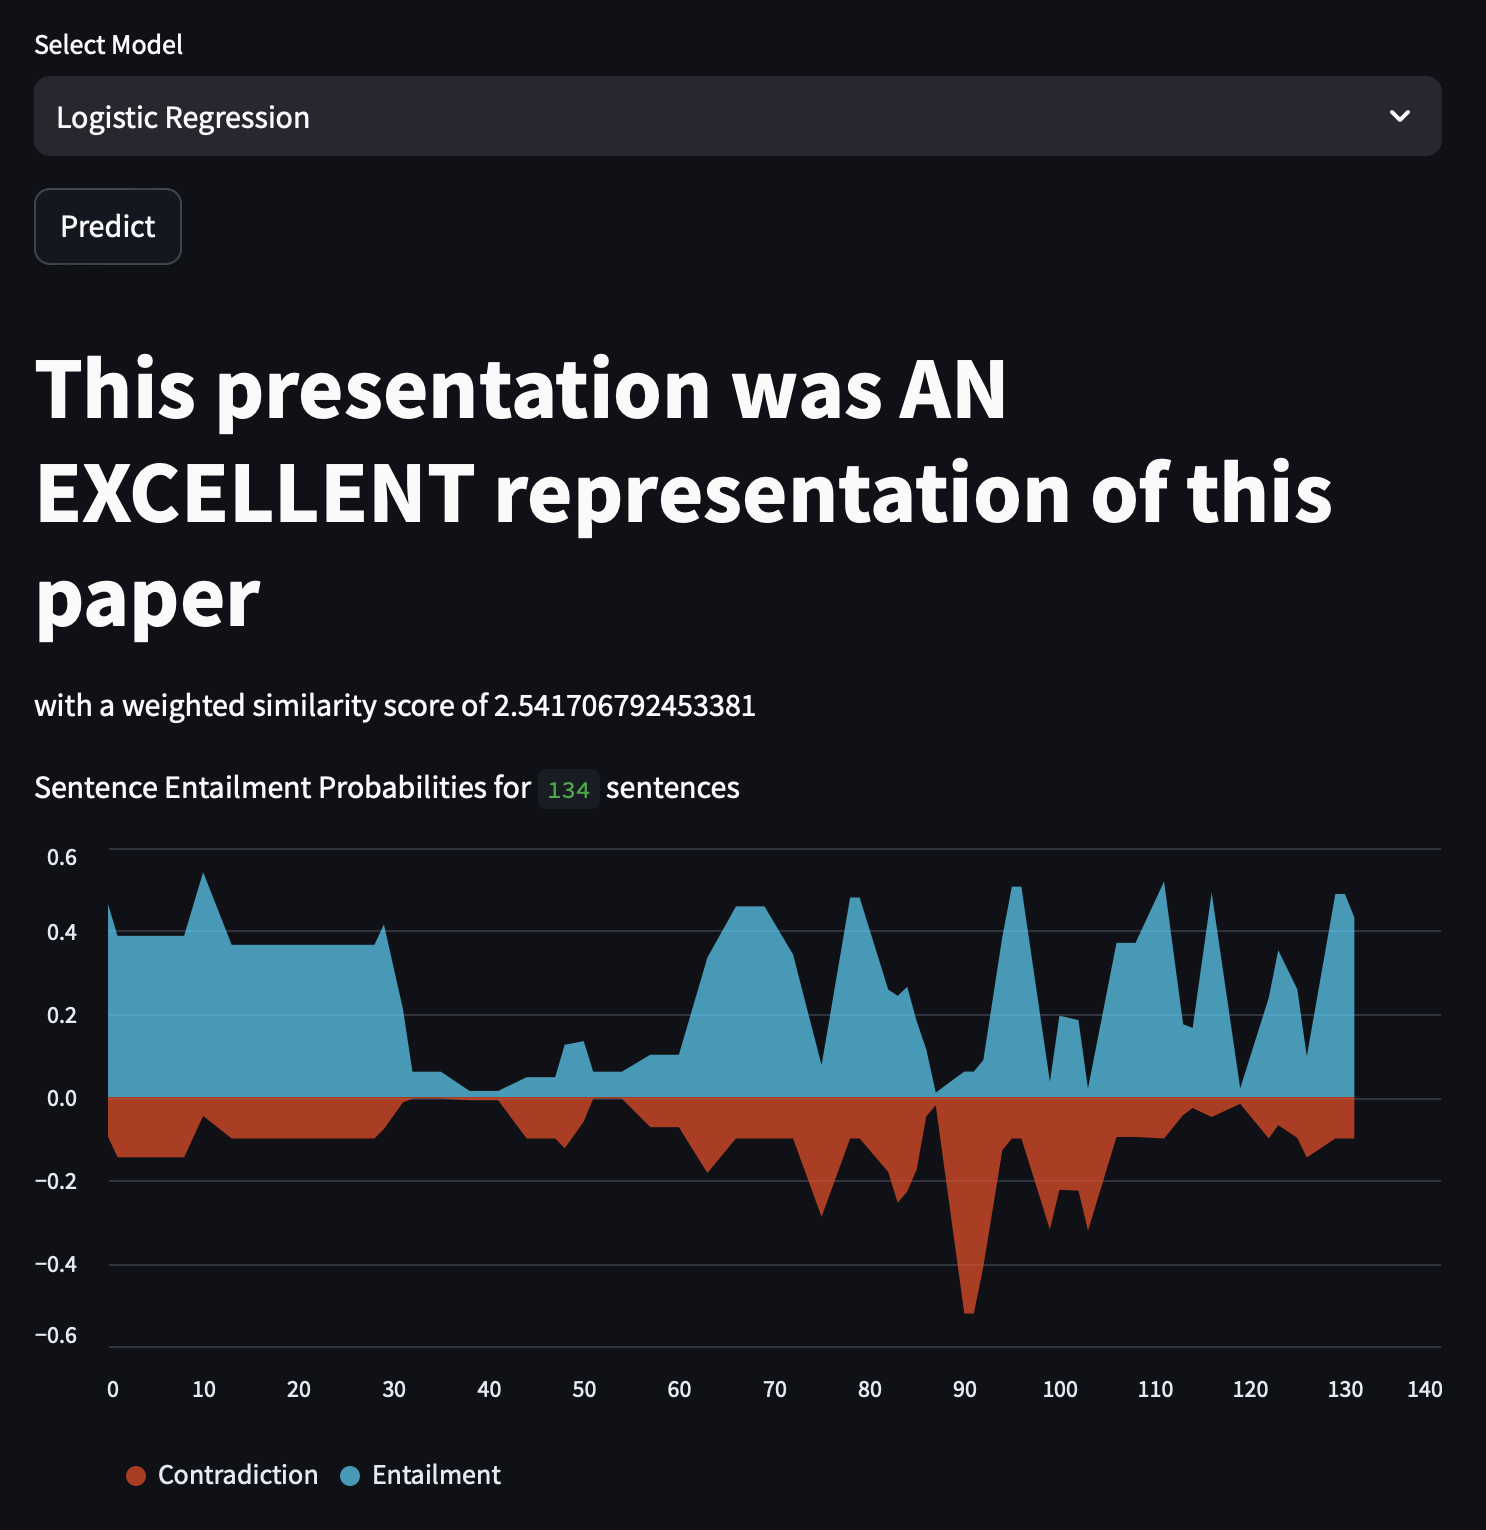 Select Model
Logistic Regression
Predict
This presentation was AN
EXCELLENT representation of this
paper
with a weighted similarity score of 2.541706792453381
Sentence Entailment Probabilities for 134 sentences
0.6
0.4
0.2
0.0
−0.2
−0.4
−0.6
0 10 20 30 40 50 60 70 80 90 100 110 120 130 140
Contradiction Entailment